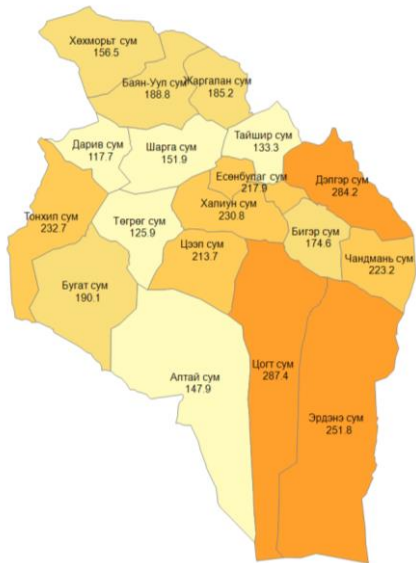 Хөхморьт сум
156.5
Баян-Уул сум
188.8
Жаргалан сум
185.2
Дарив сум
117.7
Шарга сум
151.9
Тайшир сум
133.3
Есөнбулаг сум
217.9
Дэлгэр сум
284.2
Тонхил сум
232.7
Төгрөг сум
125.9
Халиун сум
230.8
Бигэр сум
174.6
Цээл сум
213.7
Чандмань сум
223.2
Бугат сум
190.1
Алтай сум
147.9
Цогт сум
287.4
Эрдэнэ сум
251.8